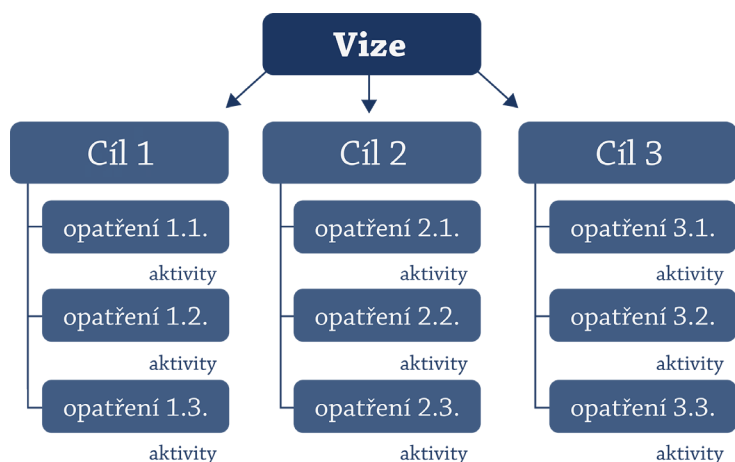 Vize
Cíl 1
opatření 1.1.
aktivity
opatření 1.2.
aktivity
opatření 1.3.
aktivity
Cíl 2
opatření 2.1.
aktivity
opatření 2.2.
aktivity
opatření 2.3.
aktivity
Cíl 3
opatření 3.1.
aktivity
opatření 3.2.
aktivity
opatření 3.3.
aktivity